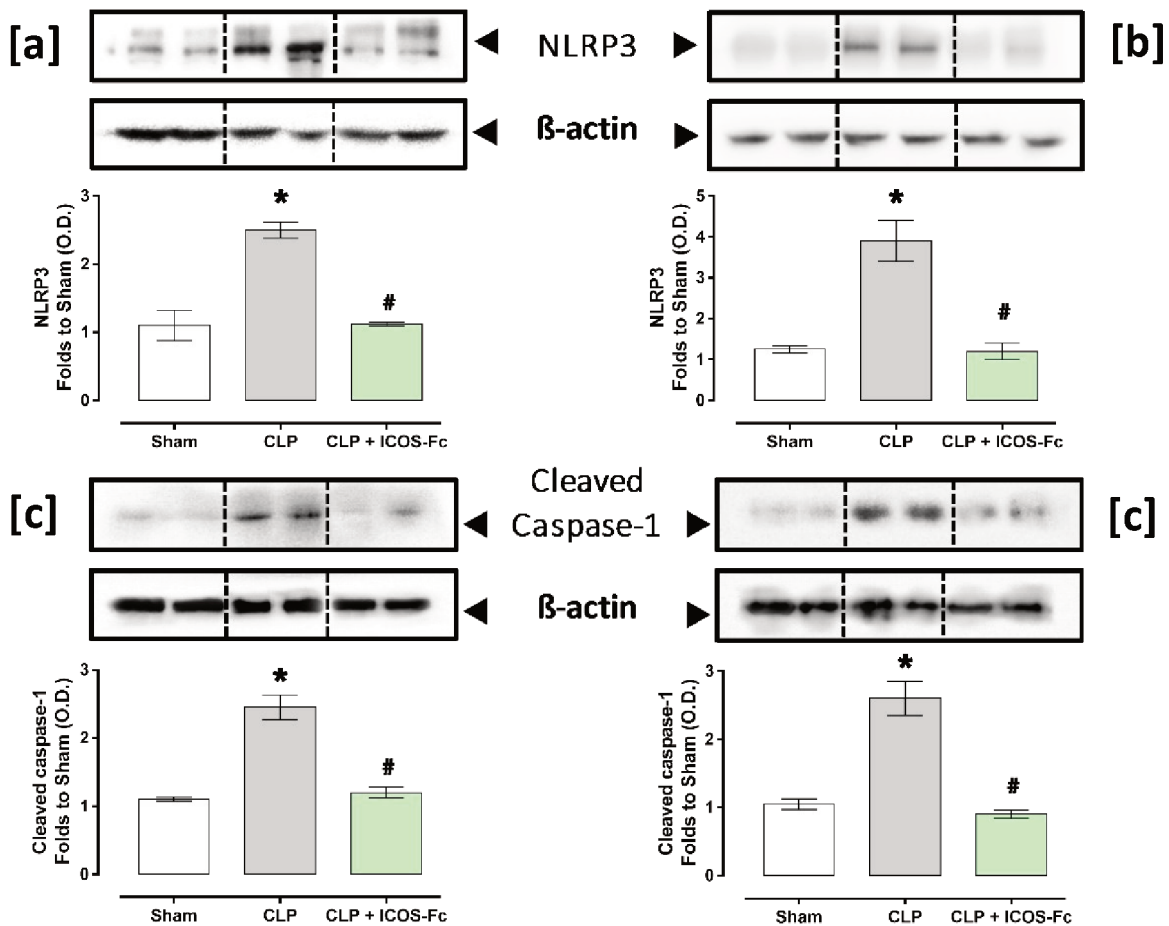 [a] NLRP3 [b]
ß-actin
NLRP3
Folds to Sham (O.D.)
3
2
1
0
*
#
Sham CLP CLP + ICOS-Fc
NLRP3
Folds to Sham (O.D.)
5
4
3
2
1
0
*
#
Sham CLP CLP + ICOS-Fc
[c] Cleaved [c]
Caspase-1
ß-actin
Cleaved caspase-1
Folds to Sham (O.D.)
3
2
1
0
*
#
Sham CLP CLP + ICOS-Fc
Cleaved caspase-1
Folds to Sham (O.D.)
3
2
1
0
*
#
Sham CLP CLP + ICOS-Fc